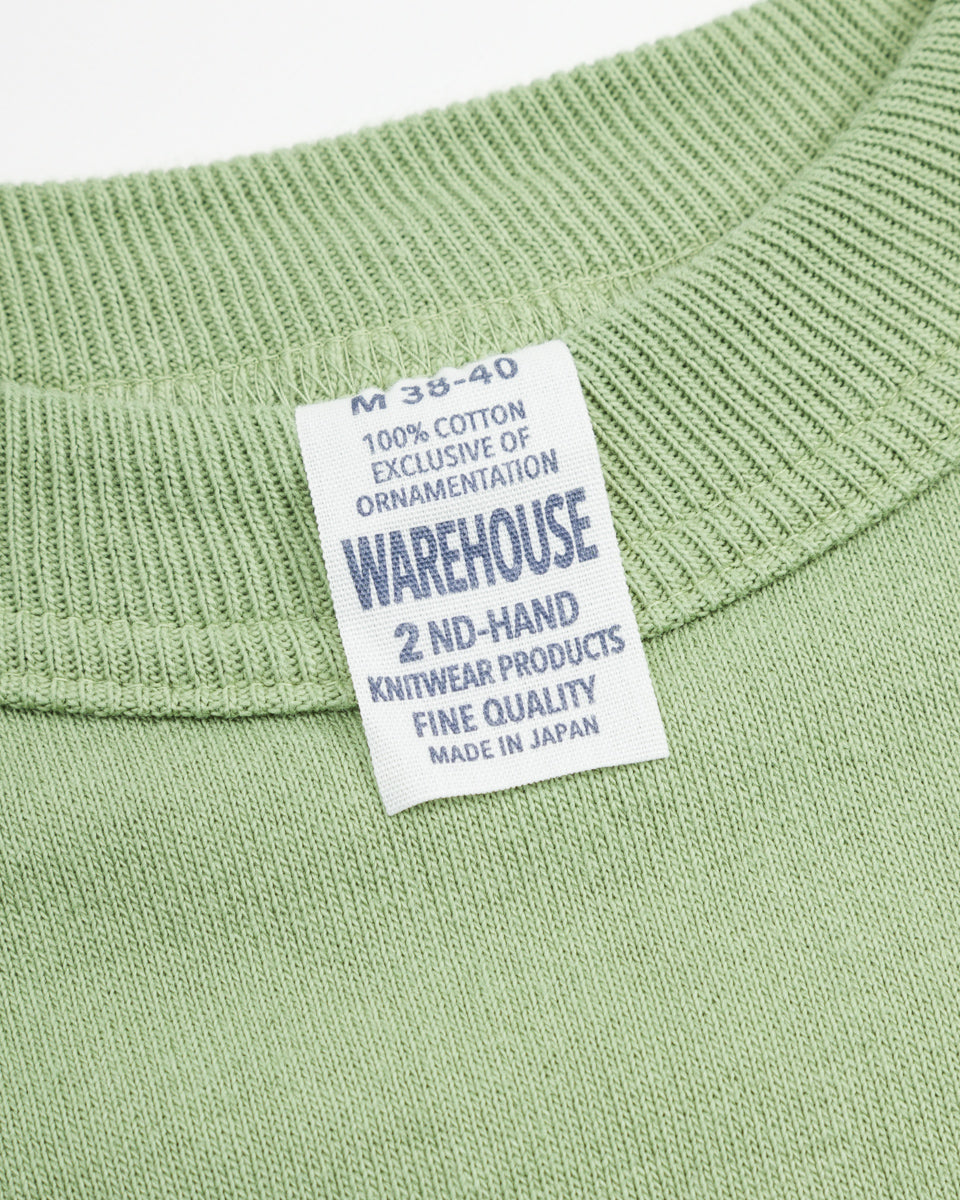 M 38-40
100% COTTON
EXCLUSIVE OF
ORNAMENTATION
WAREHOUSE
2 ND-HAND
KNITWEAR PRODUCTS
FINE QUALITY
MADE IN JAPAN